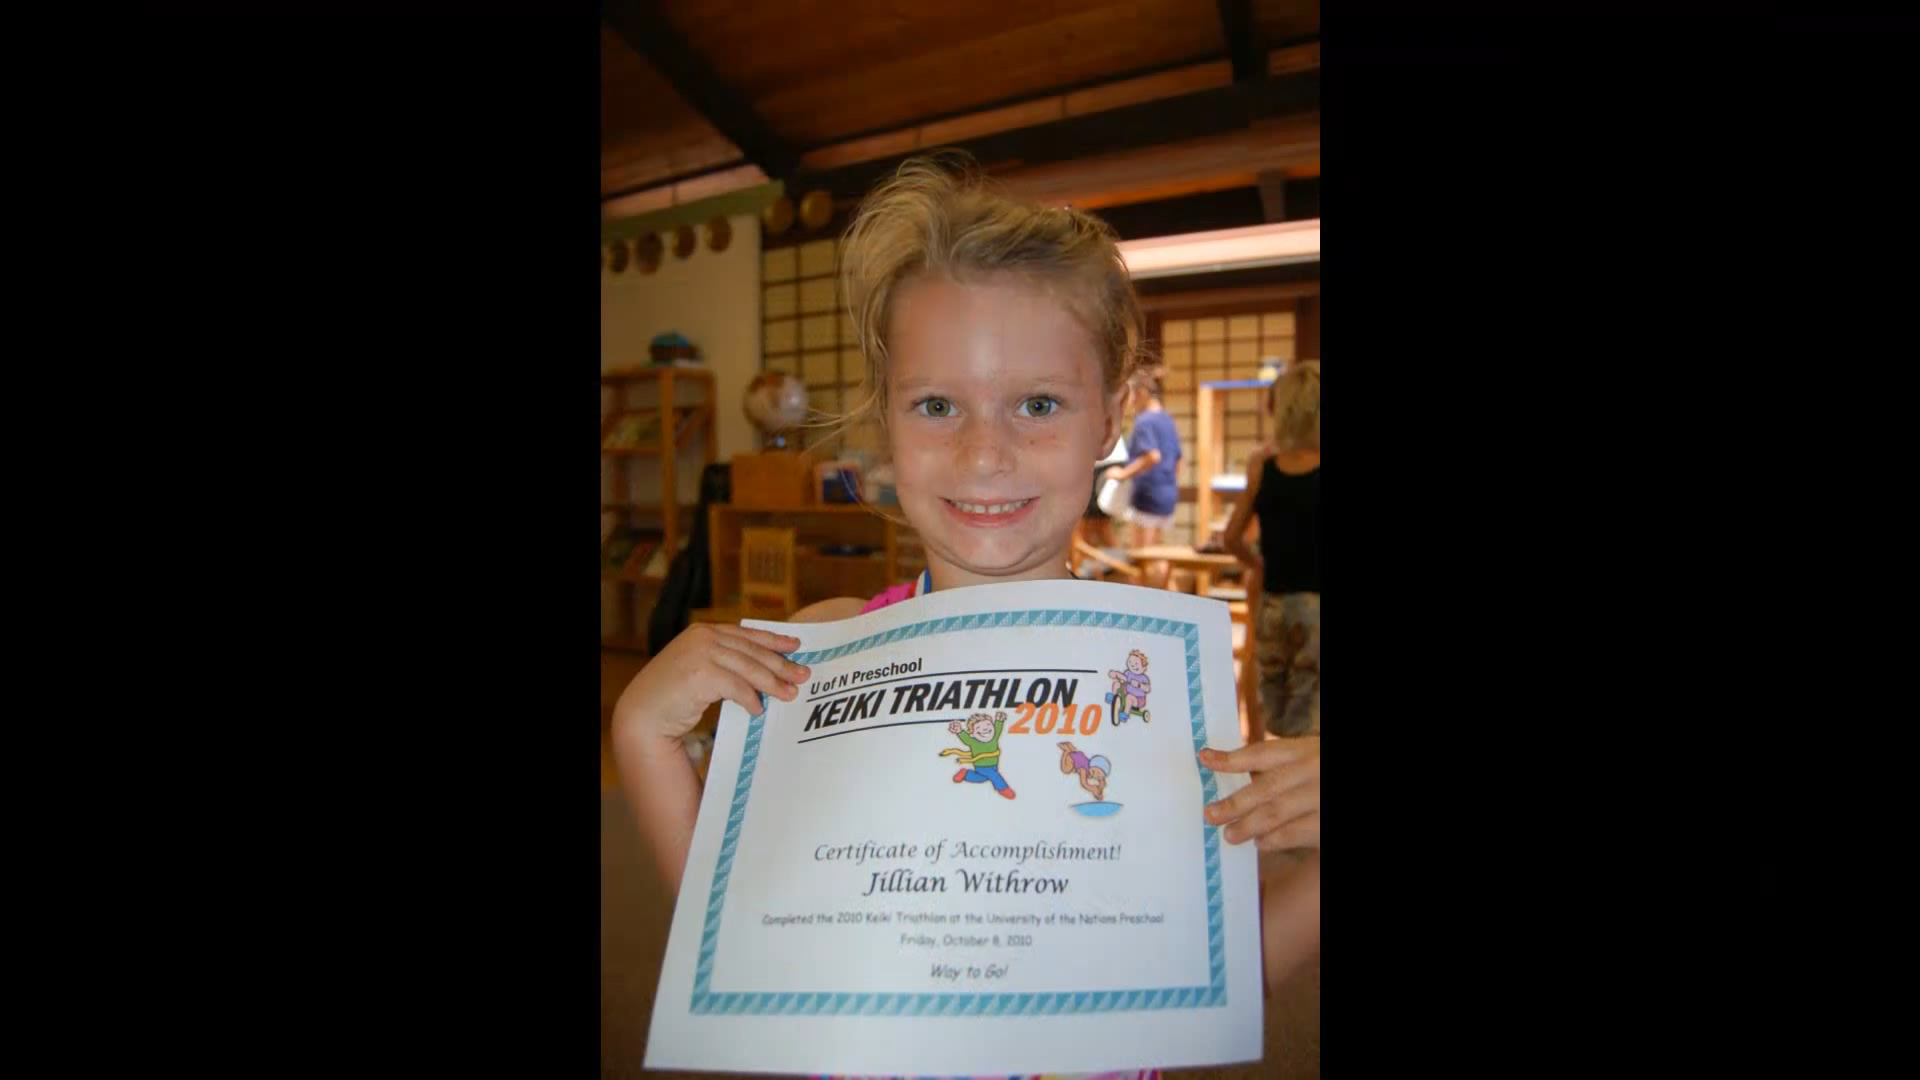 U of N Preschool
KEIKI TRIATHLON
2010
Certificate of Accomplishment!
Jillian Withrow
Completed the 2010 Keiki Triathlon at the University of the Nations Preschool
Friday, October 8, 2010
Way to Go!